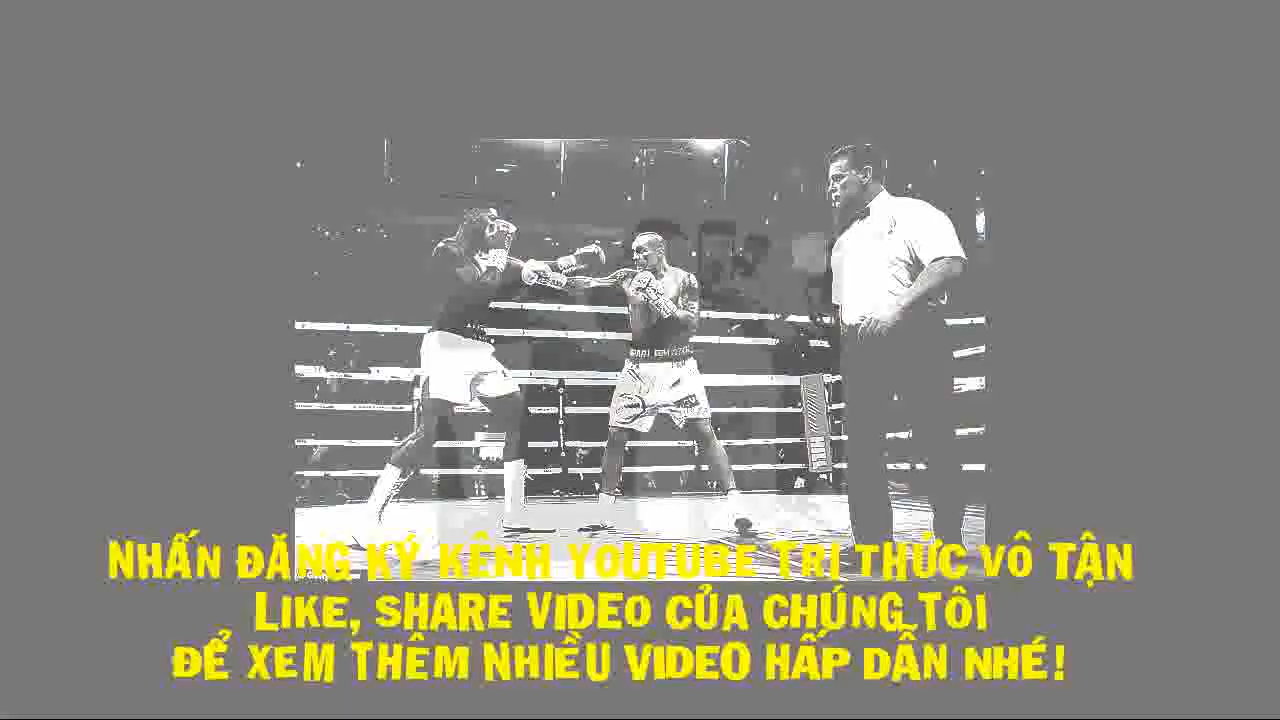 NHẤN ĐĂNG KÝ KÊNH YOUTUBE TRI THỨC VÔ TẬN
LIKE, SHARE VIDEO CỦA CHÚNG TÔI
ĐỂ XEM THÊM NHIỀU VIDEO HẤP DẪN NHÉ!